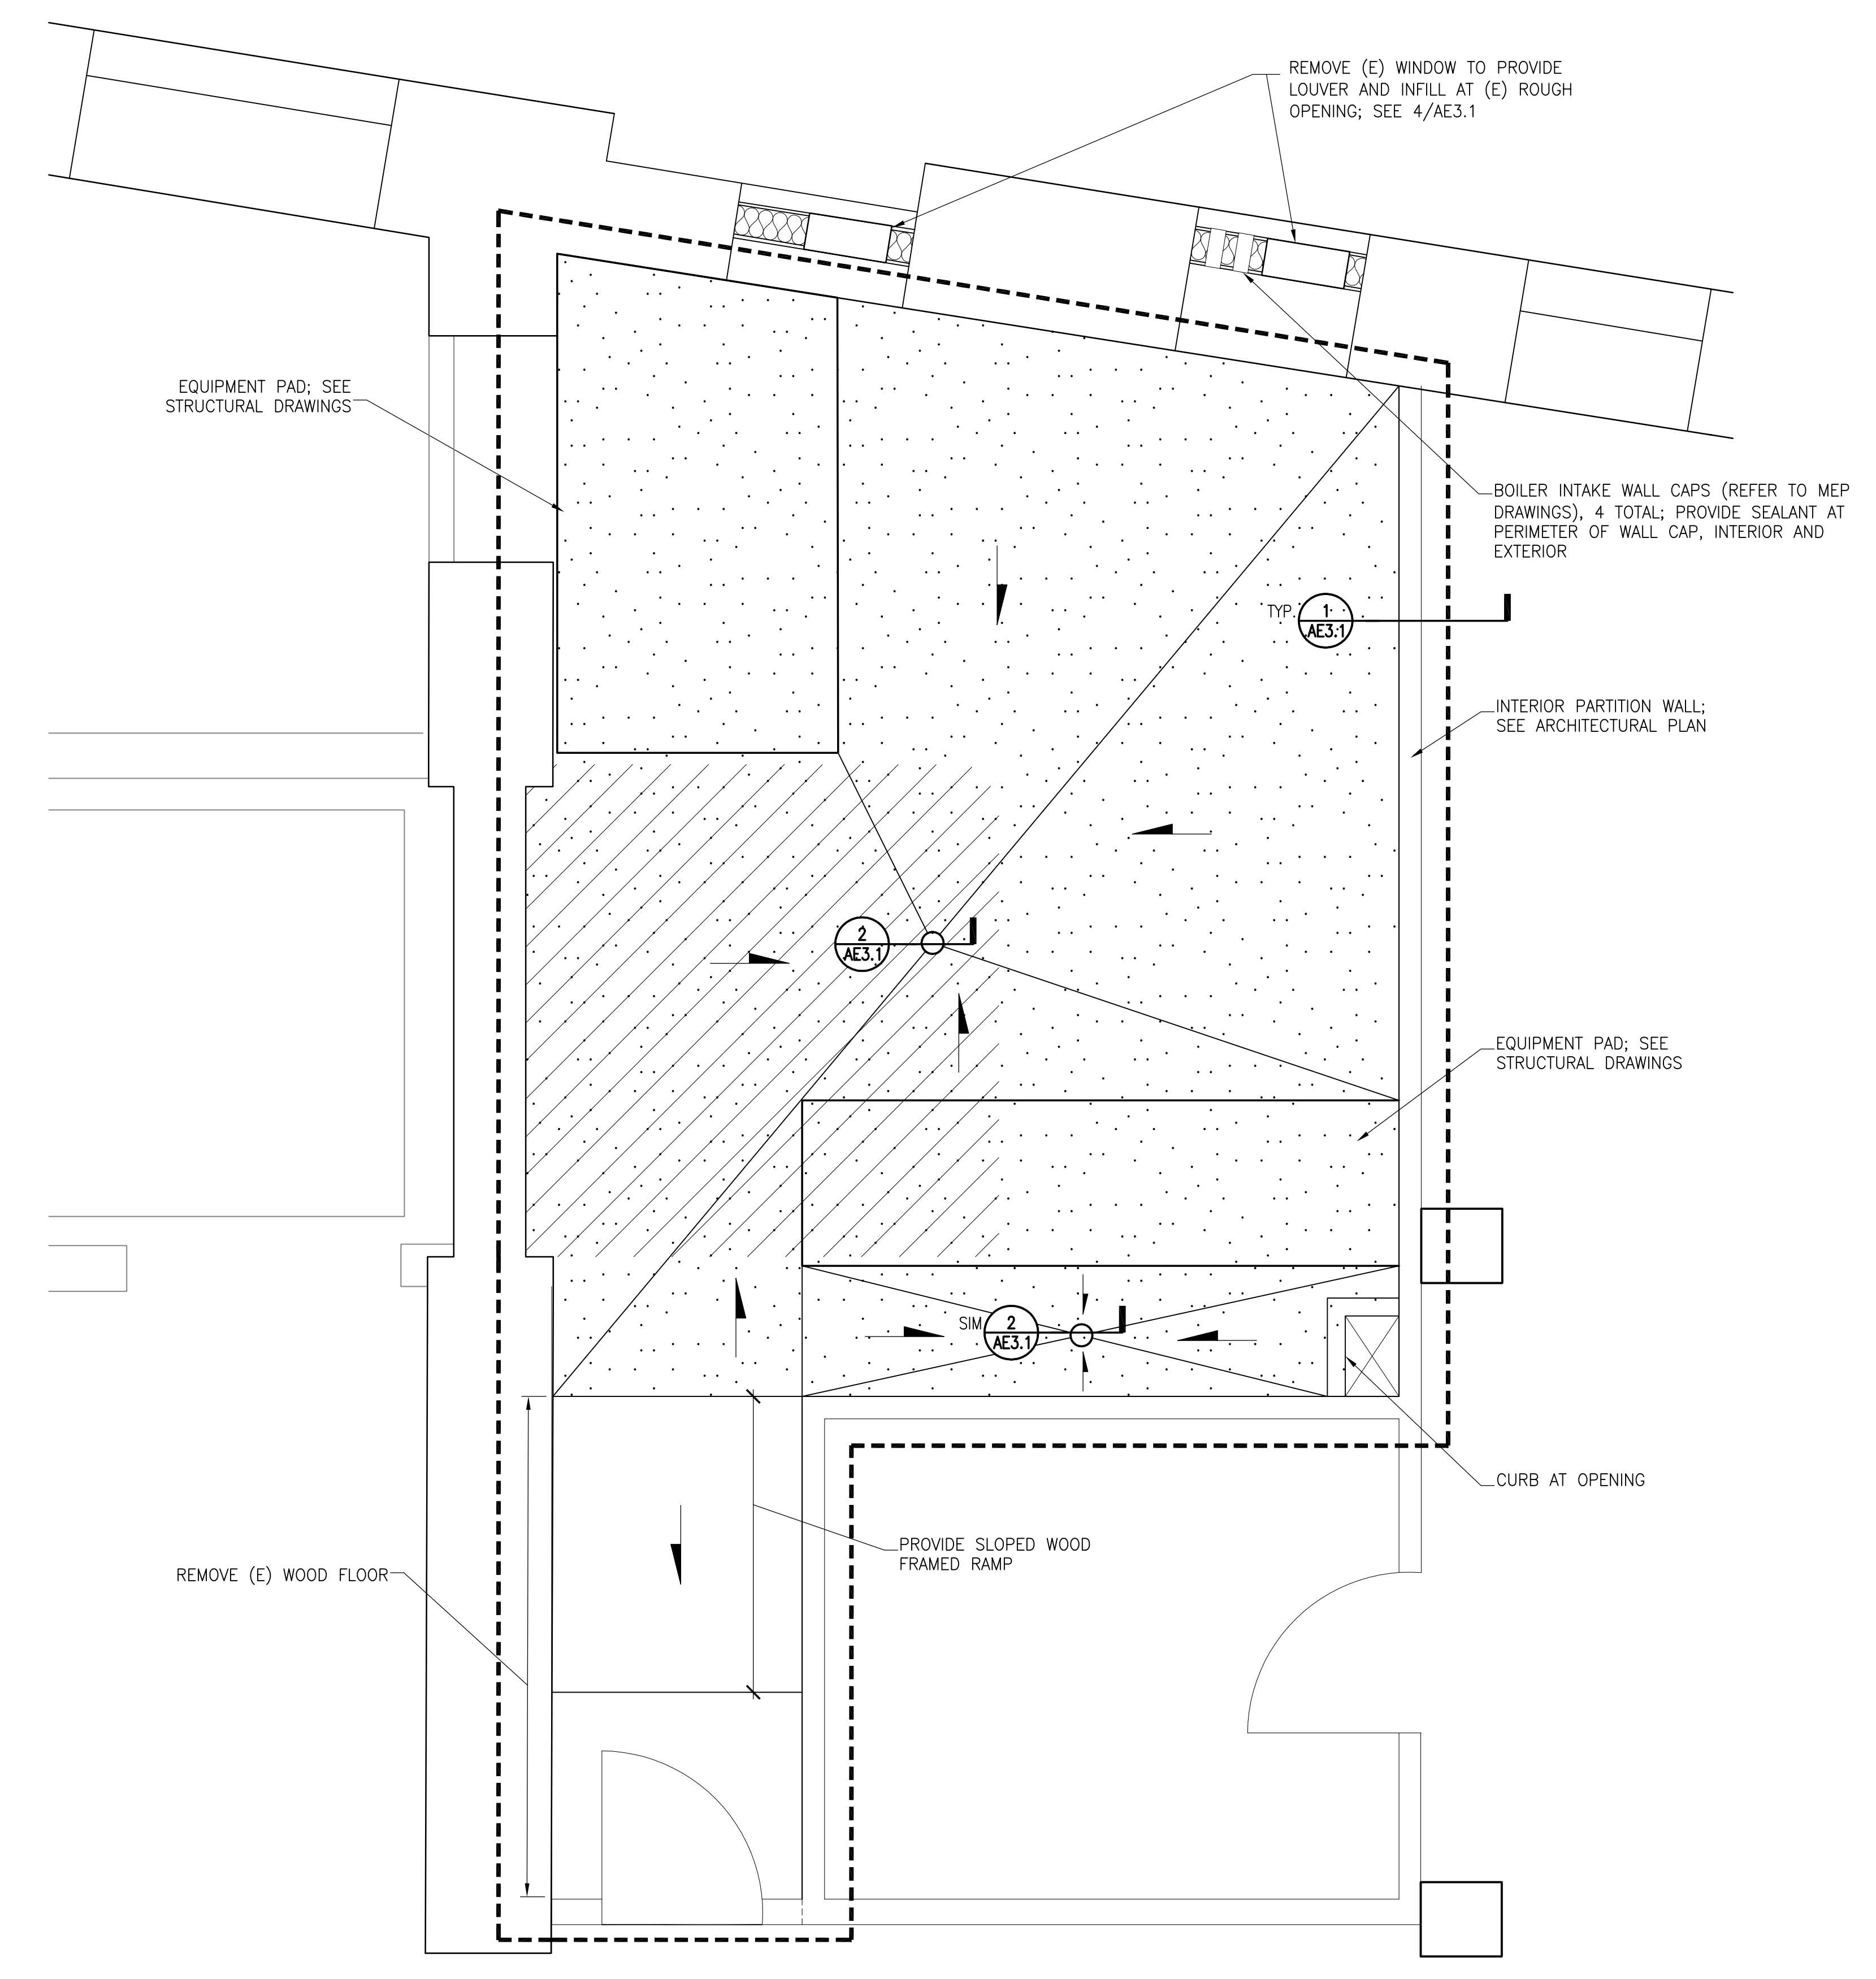 REMOVE (E) WINDOW TO PROVIDE
LOUVER AND INFILL AT (E) ROUGH
OPENING; SEE 4/AE3.1
EQUIPMENT PAD; SEE
STRUCTURAL DRAWINGS
BOILER INTAKE WALL CAPS (REFER TO MEP
DRAWINGS), 4 TOTAL; PROVIDE SEALANT AT
PERIMETER OF WALL CAP, INTERIOR AND
EXTERIOR
TYP.
1
AE3.1
INTERIOR PARTITION WALL;
SEE ARCHITECTURAL PLAN
2
AE3.1
EQUIPMENT PAD; SEE
STRUCTURAL DRAWINGS
SIM
2
AE3.1
CURB AT OPENING
PROVIDE SLOPED WOOD
FRAMED RAMP
REMOVE (E) WOOD FLOOR